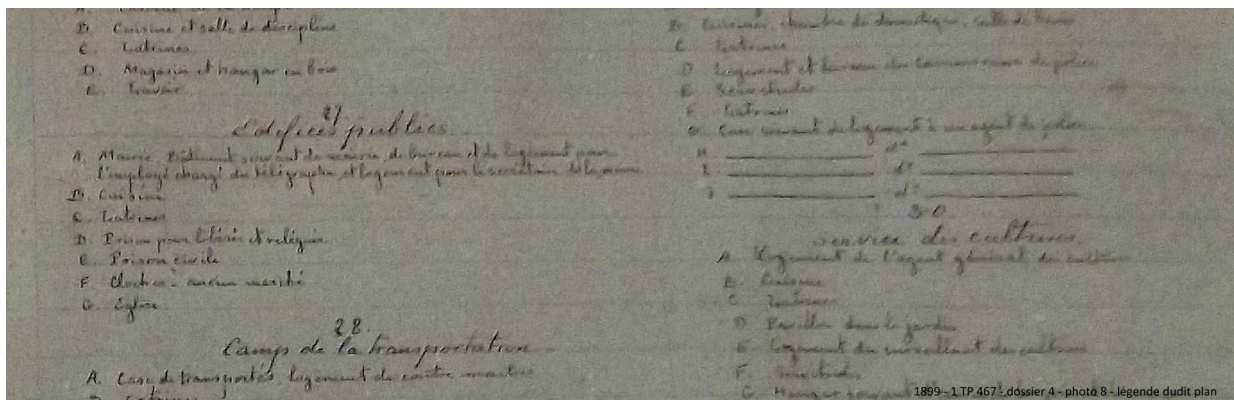 B. Cuisine et salle de discipline
C. Latrines
D. Magasin et hangar en bois
E. Lavoir
27
Edifices publics
A. Mairie Bâtiment servant de mairie, de bureau et de logement pour
l'employé chargé du télégraphe, et logement pour le secrétaire de la mairie
B. Cuisine
C. Latrines
D. Prison pour libérés et relégués
E. Prison civile
F. Cloches - ancien marché
G. Eglise
28.
Camp de la transportation
A. Case de transportés, logement de contre maitre
B. Cuisines, chambre de domestique, salle de bains
C. Latrines
D Logement et bureau du commissaire de police
E
F Latrines
G. Case servant de logement à un agent de police
H d°
I d°
J d°
30
service des cultures
A. Logement de l'agent général des cultures
B. Cuisine
C Latrines
D Pavillon dans le jardin
E Logement du surveillant des cultures
F.
G. Hangar servant
1899 - 1 TP 467 - dossier 4 - photo 8 - légende dudit plan